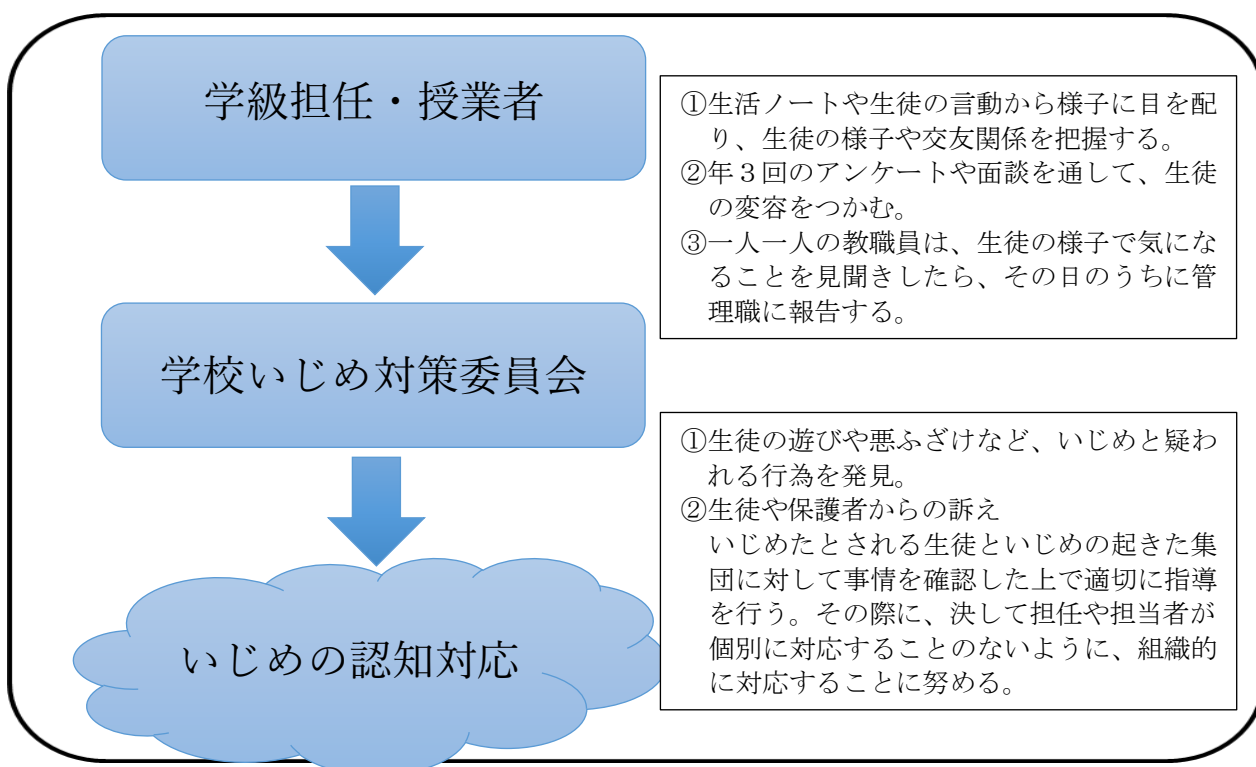 学級担任・授業者
①生活ノートや生徒の言動から様子に目を配
り、生徒の様子や交友関係を把握する。
②年３回のアンケートや面談を通して、生徒
の変容をつかむ。
③一人一人の教職員は、生徒の様子で気にな
ることを見聞きしたら、その日のうちに管
理職に報告する。
学校いじめ対策委員会
①生徒の遊びや悪ふざけなど、いじめと疑わ
れる行為を発見。
②生徒や保護者からの訴え
いじめたとされる生徒といじめの起きた集
団に対して事情を確認した上で適切に指導
を行う。その際に、決して担任や担当者が
個別に対応することのないように、組織的
に対応することに努める。
いじめの認知対応